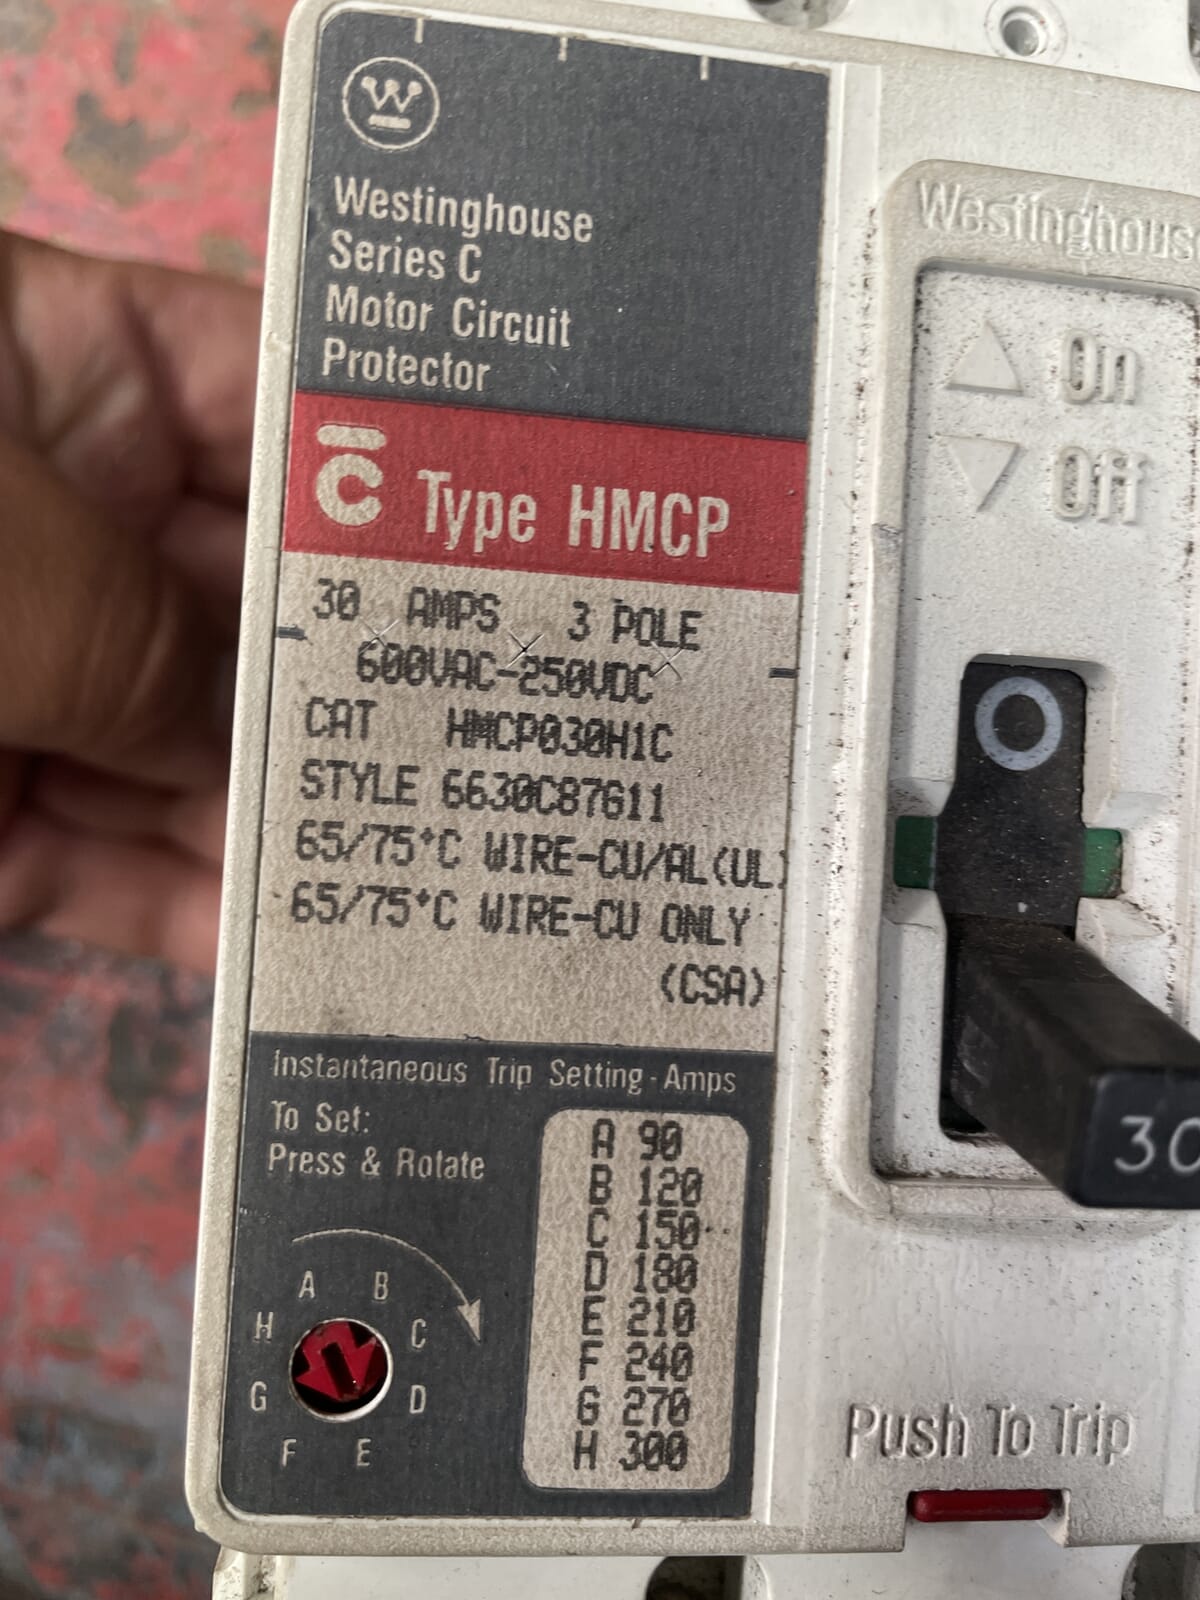 W
Westinghouse
Series C
Motor Circuit
Protector
C Type HMCP
30 AMPS 3 POLE
600VAC-250VDC
CAT HMCP030H1C
STYLE 6630C87G11
65/75°C WIRE-CU/AL(UL)
65/75°C WIRE-CU ONLY
(CSA)
Instantaneous Trip Setting-Amps
To Set:
Press & Rotate
A 90
B 120
C 150
D 180
E 210
F 240
G 270
H 300
A B
H C
G D
F E
Westinghouse
On
Off
O
30
Push To Trip